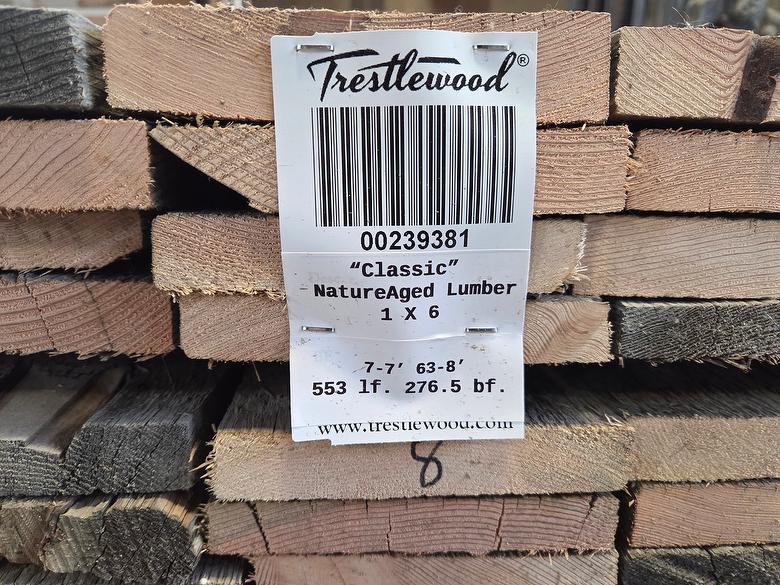 Trestlewood®
00239381
“Classic”
NatureAged Lumber
1 X 6
7-7' 63-8'
553 lf. 276.5 bf.
www.trestlewood.com
8